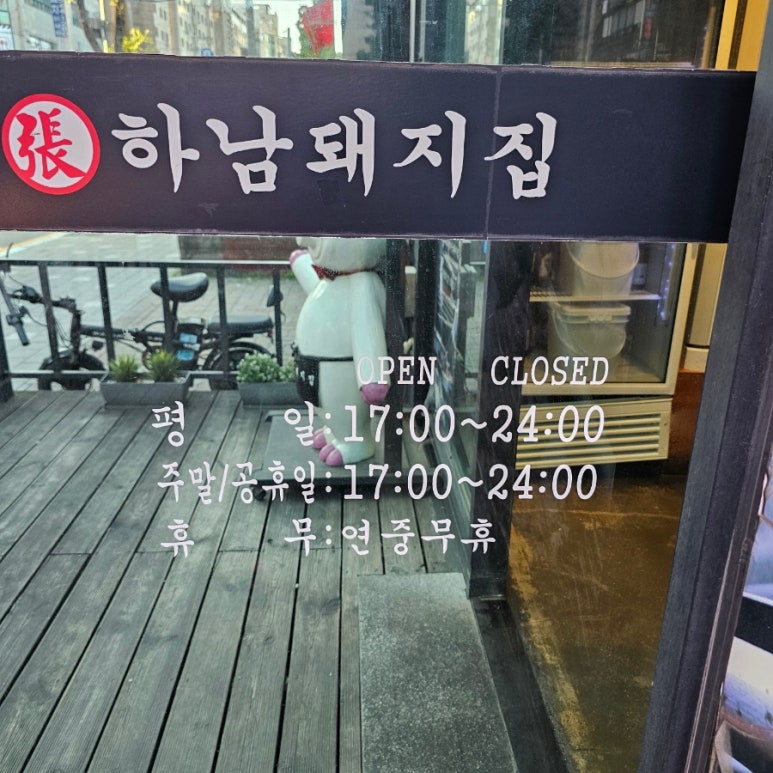 張 하남돼지집
OPEN CLOSED
평 일:17:00~24:00
주말/공휴일:17:00~24:00
휴 무:연중무휴